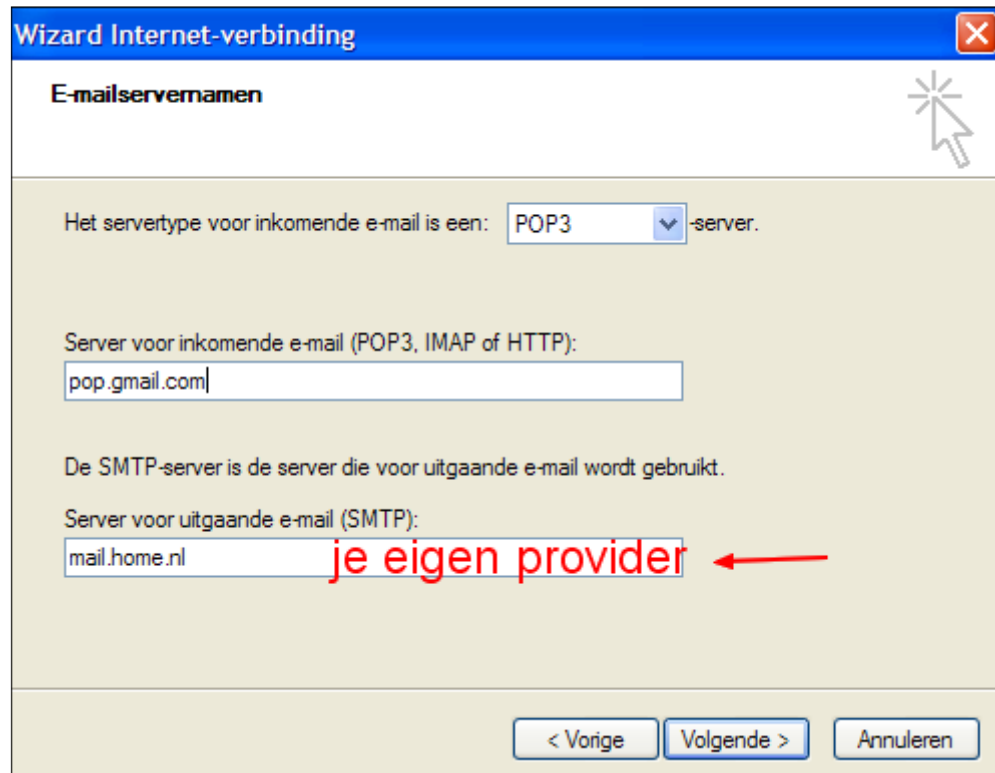 Wizard Internet-verbinding
E-mailservernamen
Het servertype voor inkomende e-mail is een: POP3 -server.
Server voor inkomende e-mail (POP3, IMAP of HTTP):
pop.gmail.com
De SMTP-server is de server die voor uitgaande e-mail wordt gebruikt.
Server voor uitgaande e-mail (SMTP):
mail.home.nl je eigen provider
< Vorige Volgende > Annuleren